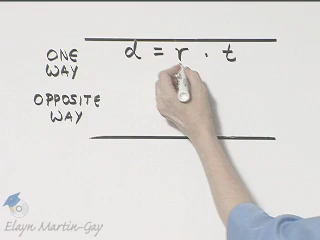 d = r · t
ONE
WAY
OPPOSITE
WAY
Elayn Martin-Gay